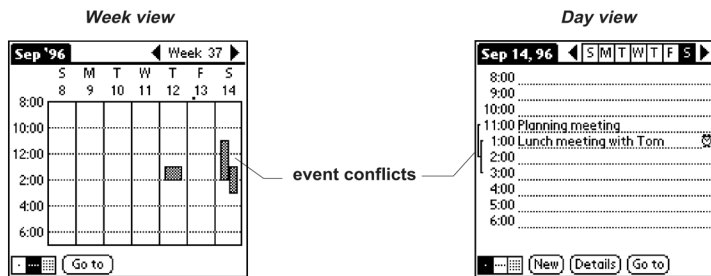 Week view
Day view
Sep '96
Week 37
S M T W T F S
8 9 10 11 12 13 14
8:00
10:00
12:00
2:00
4:00
6:00
Go to
event conflicts
Sep 14, 96
S M T W T F S
8:00
9:00
10:00
11:00 Planning meeting
1:00 Lunch meeting with Tom
2:00
3:00
4:00
5:00
6:00
New Details Go to